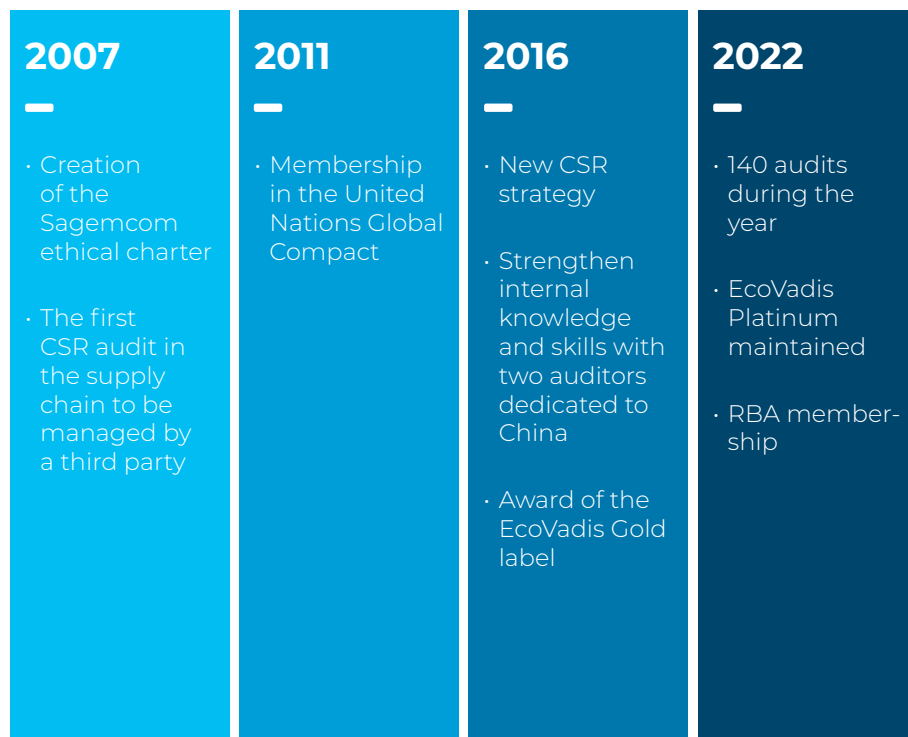 2007
· Creation
of the
Sagemcom
ethical charter
· The first
CSR audit in
the supply
chain to be
managed by
a third party
2011
· Membership
in the United
Nations Global
Compact
2016
· New CSR
strategy
· Strengthen
internal
knowledge
and skills with
two auditors
dedicated to
China
· Award of the
EcoVadis Gold
label
2022
· 140 audits
during the
year
· EcoVadis
Platinum
maintained
· RBA member-
ship